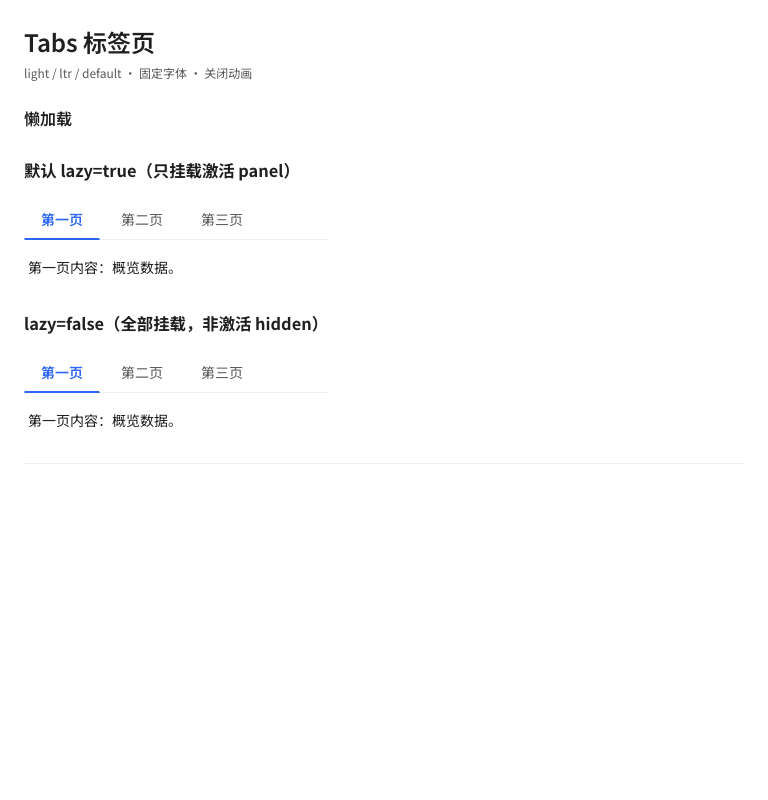 Tabs 标签页
light / ltr / default · 固定字体 · 关闭动画
懒加载
默认 lazy=true（只挂载激活 panel）
第一页 第二页 第三页
第一页内容：概览数据。
lazy=false（全部挂载，非激活 hidden）
第一页 第二页 第三页
第一页内容：概览数据。